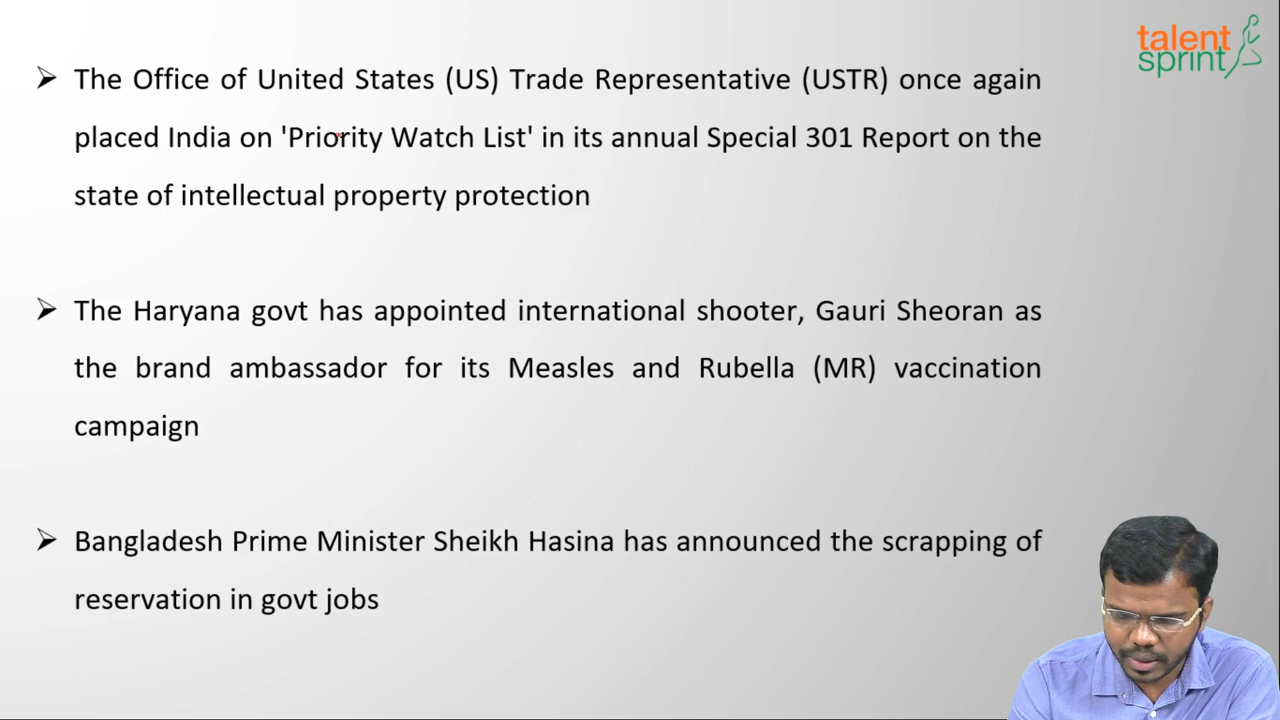 talent
sprint
The Office of United States (US) Trade Representative (USTR) once again
placed India on 'Priority Watch List' in its annual Special 301 Report on the
state of intellectual property protection
The Haryana govt has appointed international shooter, Gauri Sheoran as
the brand ambassador for its Measles and Rubella (MR) vaccination
campaign
Bangladesh Prime Minister Sheikh Hasina has announced the scrapping of
reservation in govt jobs